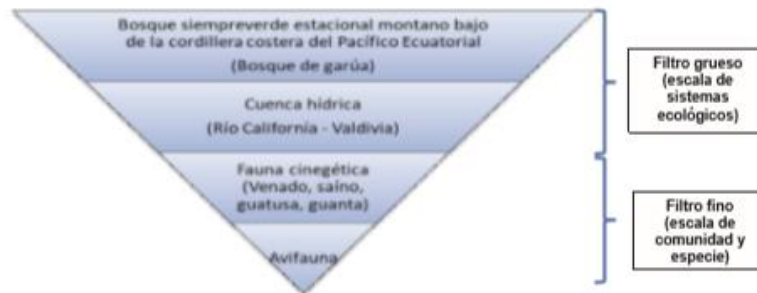 Bosque siempreverde estacional montano bajo
de la cordillera costera del Pacífico Ecuatorial
(Bosque de garúa)
Cuenca hídrica
(Río California - Valdivia)
Fauna cinegética
(Venado, saíno,
guatusa, guanta)
Avifauna
Filtro grueso
(escala de
sistemas
ecológicos)
Filtro fino
(escala de
comunidad y
especie)